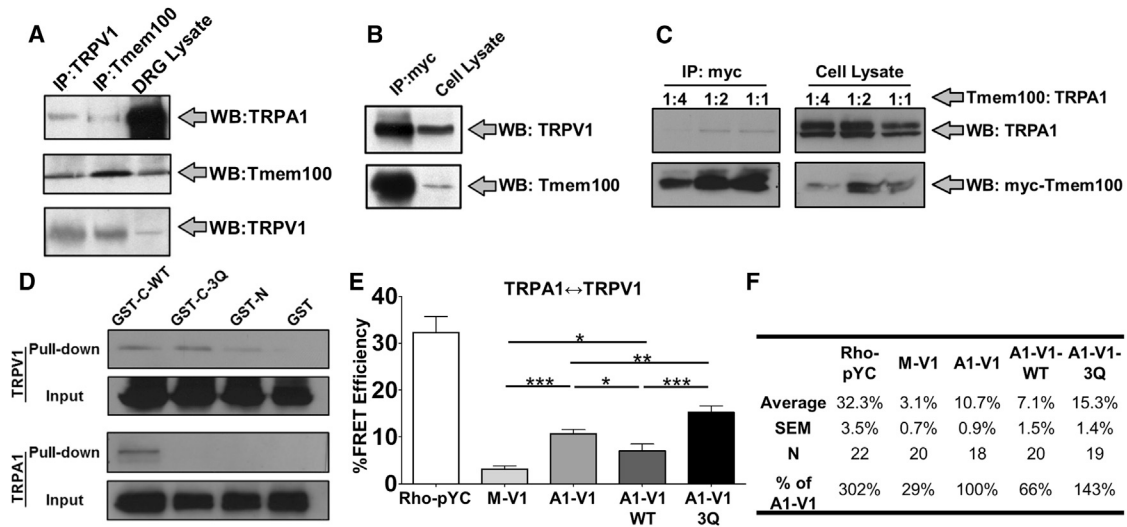 A
IP:TRPV1
IP:Tmem100
DRG Lysate
WB:TRPA1
WB:Tmem100
WB:TRPV1
B
IP:myc
Cell Lysate
WB: TRPV1
WB: Tmem100
C
IP: myc
Cell Lysate
1:4 1:2 1:1
1:4 1:2 1:1
Tmem100: TRPA1
WB: TRPA1
WB: myc-Tmem100
D
GST-C-WT
GST-C-3Q
GST-N
GST
TRPV1
Pull-down
Input
TRPA1
Pull-down
Input
E
TRPA1↔TRPV1
%FRET Efficiency
40
30
20
10
0
*
**
*** * ***
Rho-pYC M-V1 A1-V1 A1-V1 WT A1-V1 3Q
F
Rho-pYC M-V1 A1-V1 A1-V1-WT A1-V1-3Q
Average 32.3% 3.1% 10.7% 7.1% 15.3%
SEM 3.5% 0.7% 0.9% 1.5% 1.4%
N 22 20 18 20 19
% of A1-V1 302% 29% 100% 66% 143%